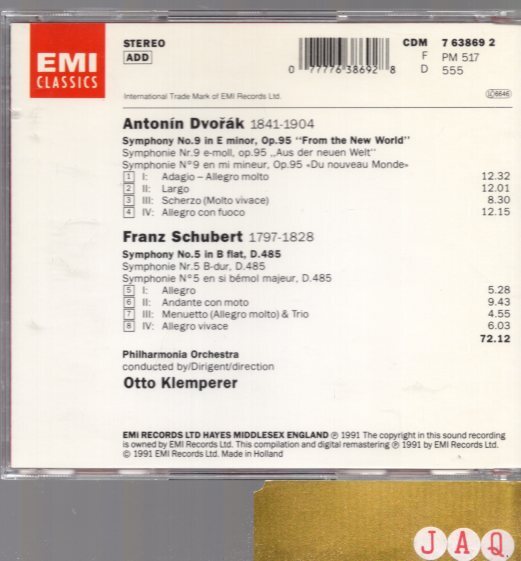 EMI
CLASSICS
STEREO
ADD
0 77776 38692 8
CDM 7 63869 2
F PM 517
D 555
International Trade Mark of EMI Records Ltd.
LC6646
Antonín Dvořák 1841-1904
Symphony No.9 in E minor, Op.95 "From the New World"
Symphonie Nr.9 e-moll, op.95 „Aus der neuen Welt"
Symphonie N°9 en mi mineur, Op.95 «Du nouveau Monde»
1 I: Adagio – Allegro molto 12.32
2 II: Largo 12.01
3 III: Scherzo (Molto vivace) 8.30
4 IV: Allegro con fuoco 12.15
Franz Schubert 1797-1828
Symphony No.5 in B flat, D.485
Symphonie Nr.5 B-dur, D.485
Symphonie N°5 en si bémol majeur, D.485
5 I: Allegro 5.28
6 II: Andante con moto 9.43
7 III: Menuetto (Allegro molto) & Trio 4.55
8 IV: Allegro vivace 6.03
72.12
Philharmonia Orchestra
conducted by/Dirigent/direction
Otto Klemperer
EMI RECORDS LTD HAYES MIDDLESEX ENGLAND ℗ 1991 The copyright in this sound recording
is owned by EMI Records Ltd. This compilation and digital remastering ℗ 1991 by EMI Records Ltd.
© 1991 EMI Records Ltd. Made in Holland
JAQ.